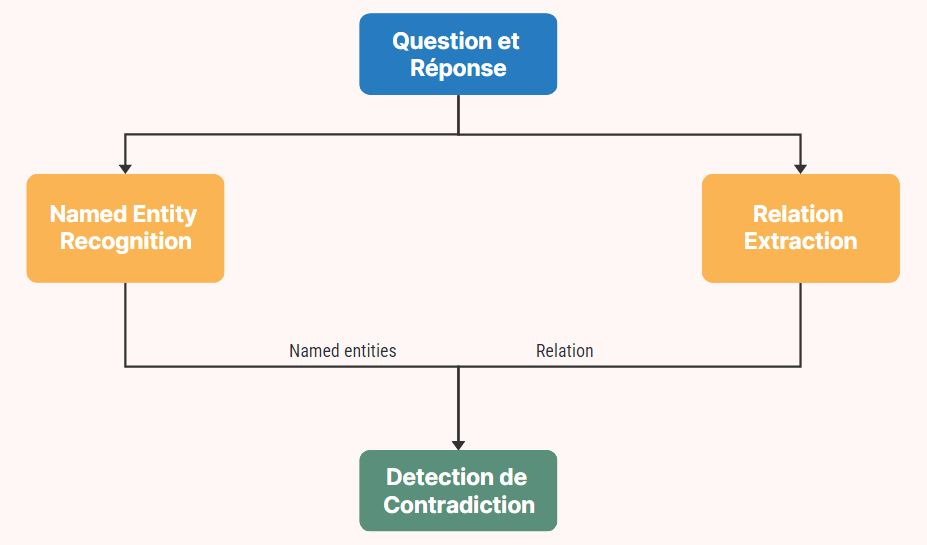 Question et
Réponse
Named Entity
Recognition
Relation
Extraction
Named entities
Relation
Detection de
Contradiction